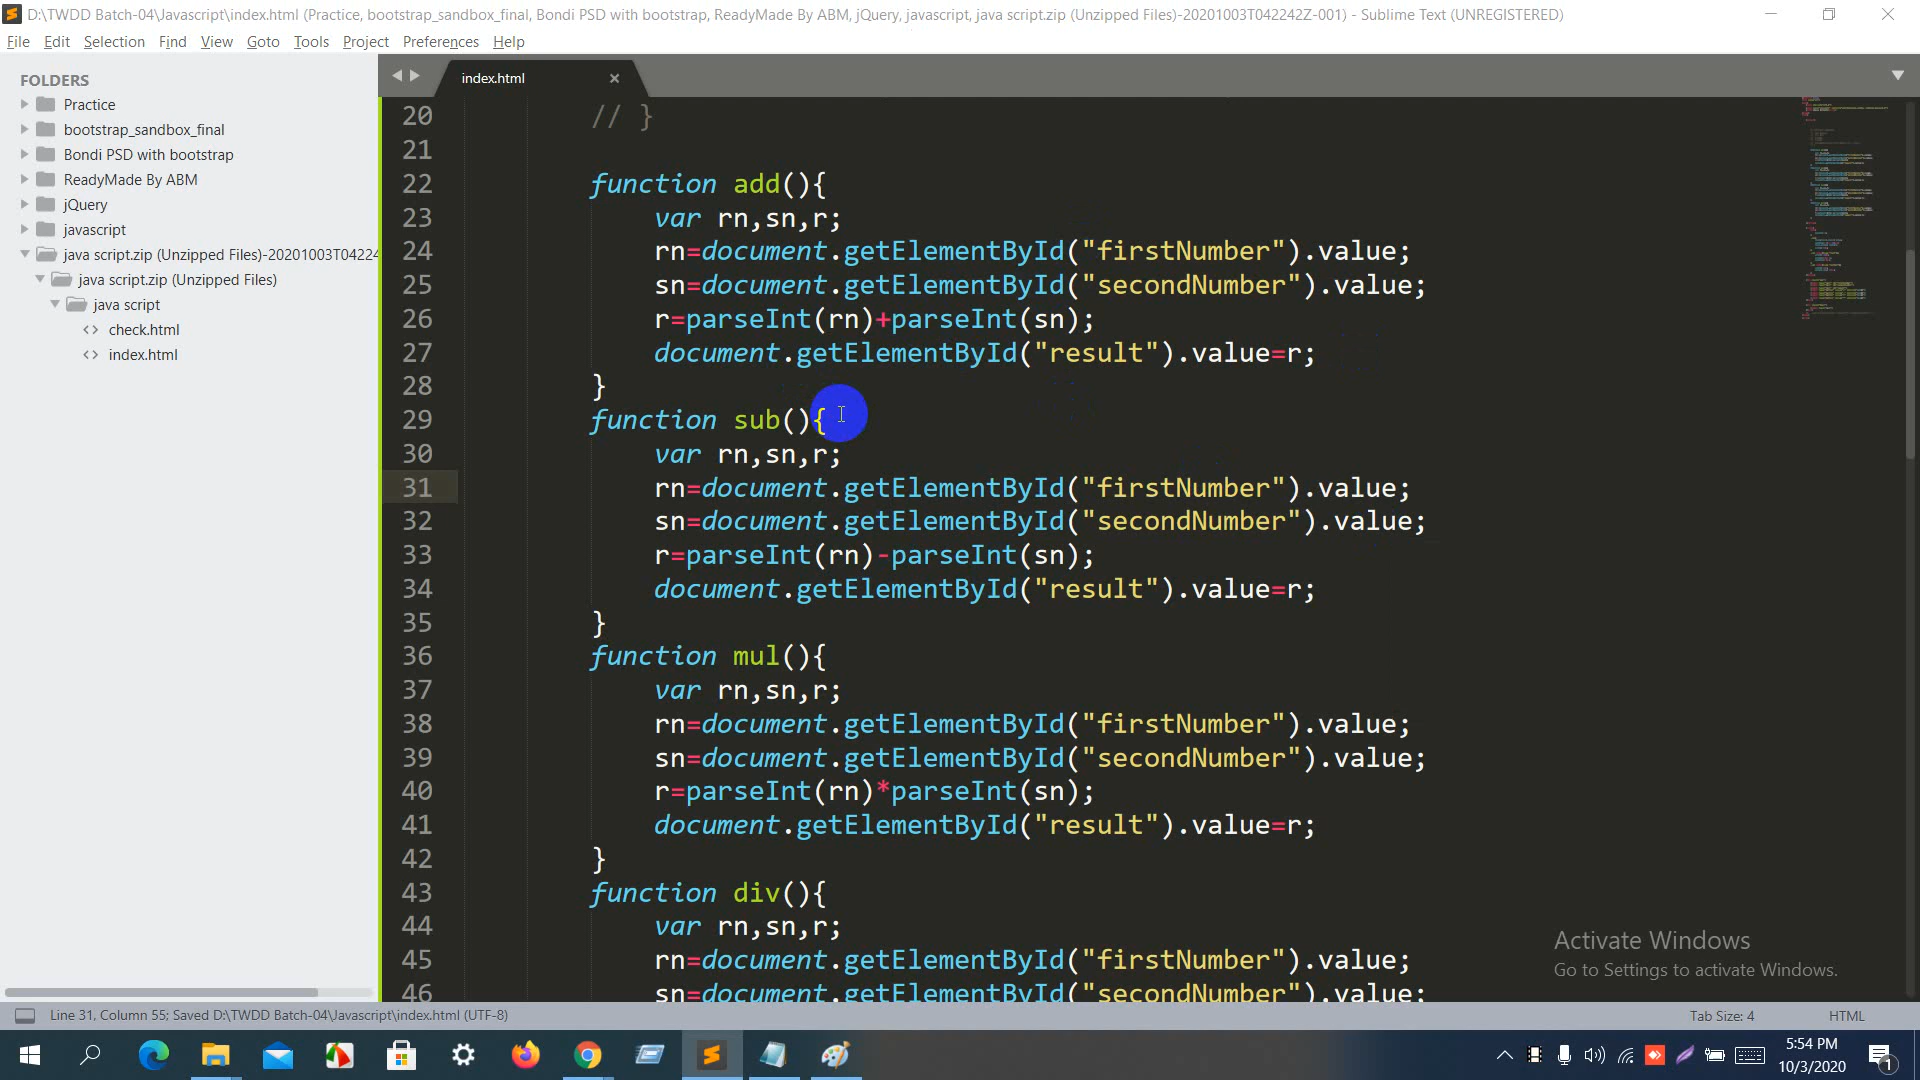 D:\TWDD Batch-04\Javascript\index.html (Practice, bootstrap_sandbox_final, Bondi PSD with bootstrap, ReadyMade By ABM, jQuery, javascript, java script.zip (Unzipped Files)-20201003T042242Z-001) - Sublime Text (UNREGISTERED)
File Edit Selection Find View Goto Tools Project Preferences Help
FOLDERS
Practice
bootstrap_sandbox_final
Bondi PSD with bootstrap
ReadyMade By ABM
jQuery
javascript
java script.zip (Unzipped Files)-20201003T04224
java script.zip (Unzipped Files)
java script
<> check.html
<> index.html
index.html
20 // }
21
22 function add(){
23 var rn,sn,r;
24 rn=document.getElementById("firstNumber").value;
25 sn=document.getElementById("secondNumber").value;
26 r=parseInt(rn)+parseInt(sn);
27 document.getElementById("result").value=r;
28 }
29 function sub(){
30 var rn,sn,r;
31 rn=document.getElementById("firstNumber").value;
32 sn=document.getElementById("secondNumber").value;
33 r=parseInt(rn)-parseInt(sn);
34 document.getElementById("result").value=r;
35 }
36 function mul(){
37 var rn,sn,r;
38 rn=document.getElementById("firstNumber").value;
39 sn=document.getElementById("secondNumber").value;
40 r=parseInt(rn)*parseInt(sn);
41 document.getElementById("result").value=r;
42 }
43 function div(){
44 var rn,sn,r;
45 rn=document.getElementById("firstNumber").value;
46 sn=document.getElementById("secondNumber").value;
Activate Windows
Go to Settings to activate Windows.
Line 31, Column 55; Saved D:\TWDD Batch-04\Javascript\index.html (UTF-8)
Tab Size: 4
HTML
5:54 PM
10/3/2020
1